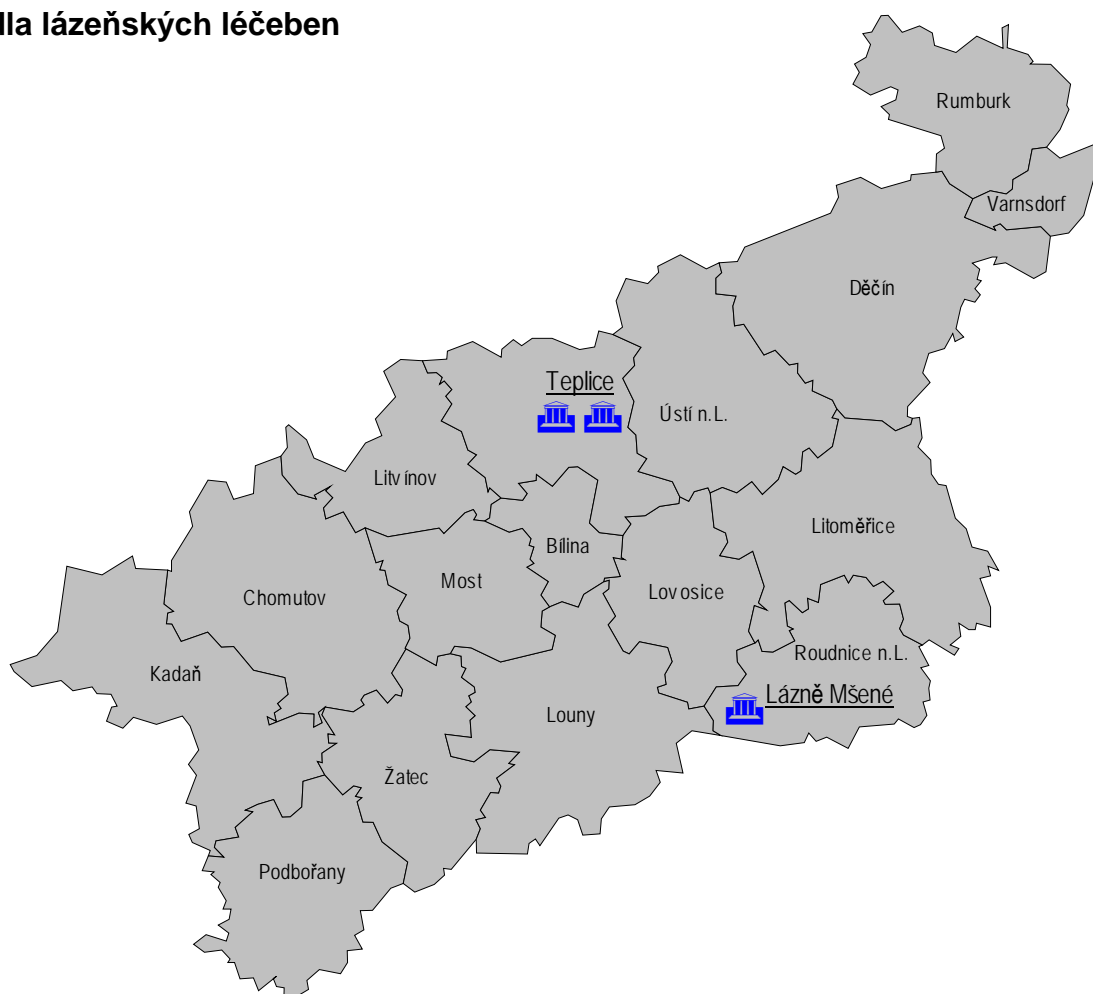 dla lázeňských léčeben
Rumburk
Varnsdorf
Děčín
Teplice
Ústí n.L.
Litvínov
Litoměřice
Bílina
Most
Lovosice
Chomutov
Roudnice n.L.
Kadaň
Lázně Mšené
Louny
Žatec
Podbořany